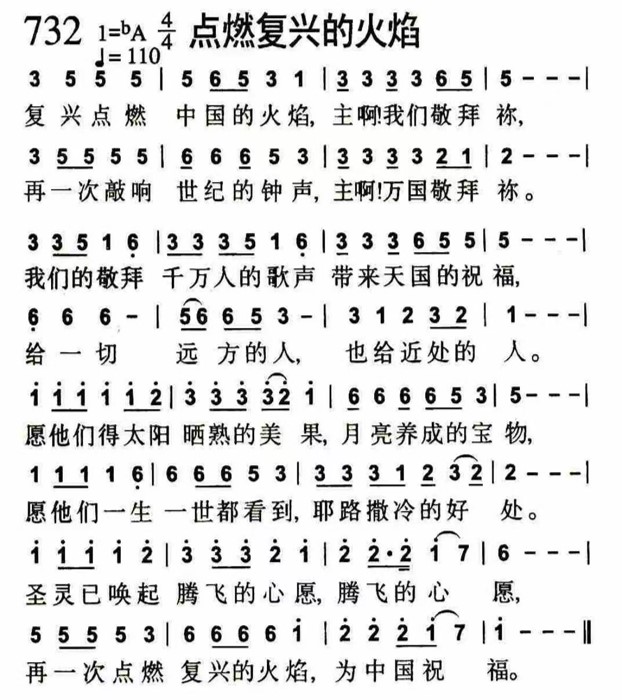 732 1=♭A 4/4 点燃复兴的火焰
♩=110
3 5 5 5 | 5 6 5 3 1 | 3 3 3 3 6 5 | 5 - - - |
复兴点燃 中国的火焰, 主啊!我们敬拜 祢,
3 5 5 5 5 | 6 6 6 5 3 | 3 3 3 3 2 1 | 2 - - - |
再一次敲响 世纪的钟声, 主啊!万国敬拜 祢。
3 3 5 1 6̣ | 3 3 3 5 1 6̣ | 3 3 3 6 5 5 | 5 - - - |
我们的敬拜 千万人的歌声 带来天国的祝福,
6̣ 6 6 - | 5 6 6 5 3 - | 3 1 2 3 2 | 1 - - - |
给一切 远方的人, 也给近处的 人。
1̇ 1̇ 1̇ 1̇ 1̇ 2̇ | 3̇ 3̇ 3̇ 3̇ 2̇ 1̇ | 6 6 6 6 5 3 | 5 - - - |
愿他们得太阳 晒熟的美 果, 月亮养成的宝 物,
1 1 1 1 6̣ | 6 6 6 5 3 | 3 3 3 1 2 3 2 | 2 - - - |
愿他们一生 一世都看到, 耶路撒冷的好 处。
1̇ 1̇ 1̇ 1̇ 2̇ | 3̇ 3̇ 3̇ 2̇ 1̇ | 2̇ 2̇·2̇ 1̇ 7 | 6 - - - |
圣灵已唤起 腾飞的心愿, 腾飞的心 愿,
5 5 5 5 3 | 6 6 6 6 1̇ | 2̇ 2̇ 2̇ 1̇ 7 | 1̇ - - - ‖
再一次点燃 复兴的火焰, 为中国祝 福。